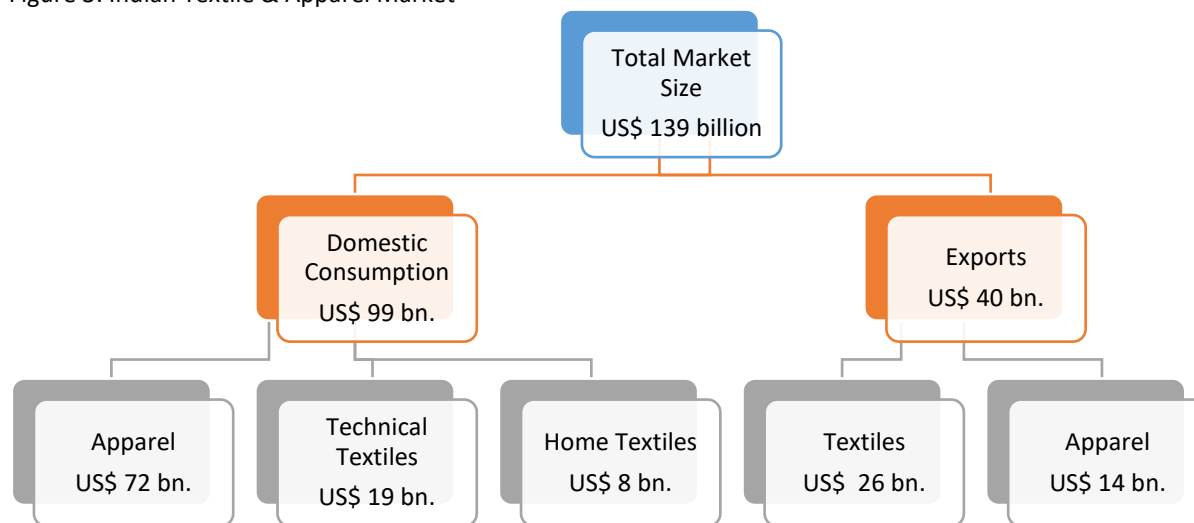 Figure 3: Indian Textile & Apparel Market
Total Market
Size
US$ 139 billion
Domestic
Consumption
US$ 99 bn.
Exports
US$ 40 bn.
Apparel
US$ 72 bn.
Technical
Textiles
US$ 19 bn.
Home Textiles
US$ 8 bn.
Textiles
US$  26 bn.
Apparel
US$ 14 bn.